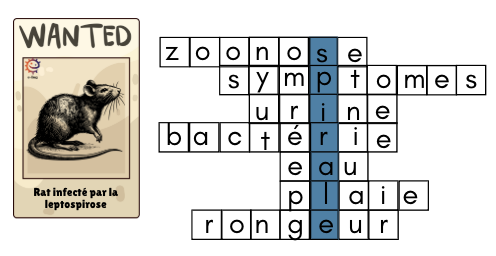 WANTED
Rat infecté par la
leptospirose
zoonose
symptomes
urine
bactérie
eau
plaie
rongeur